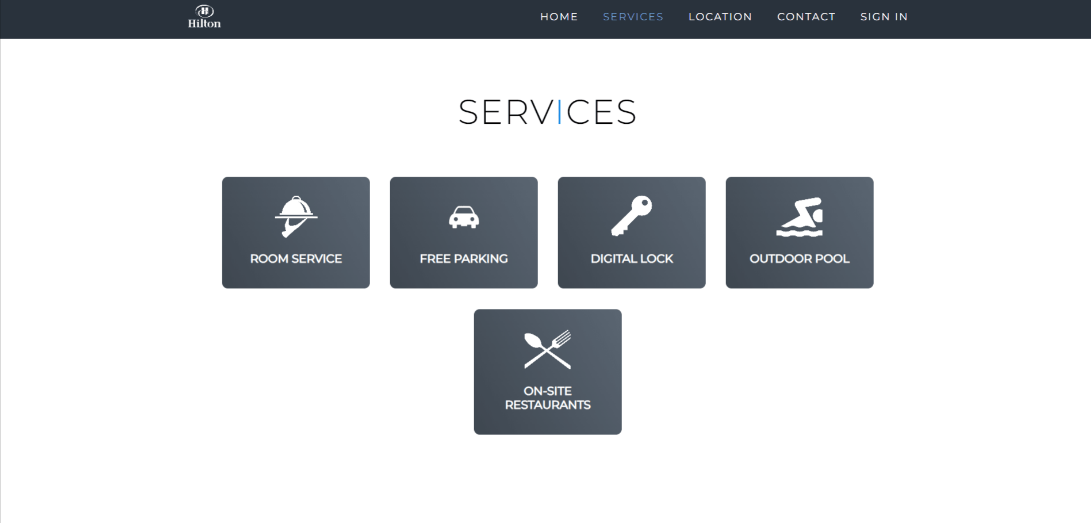 Hilton
HOME SERVICES LOCATION CONTACT SIGN IN
SERVICES
ROOM SERVICE
FREE PARKING
DIGITAL LOCK
OUTDOOR POOL
ON-SITE
RESTAURANTS